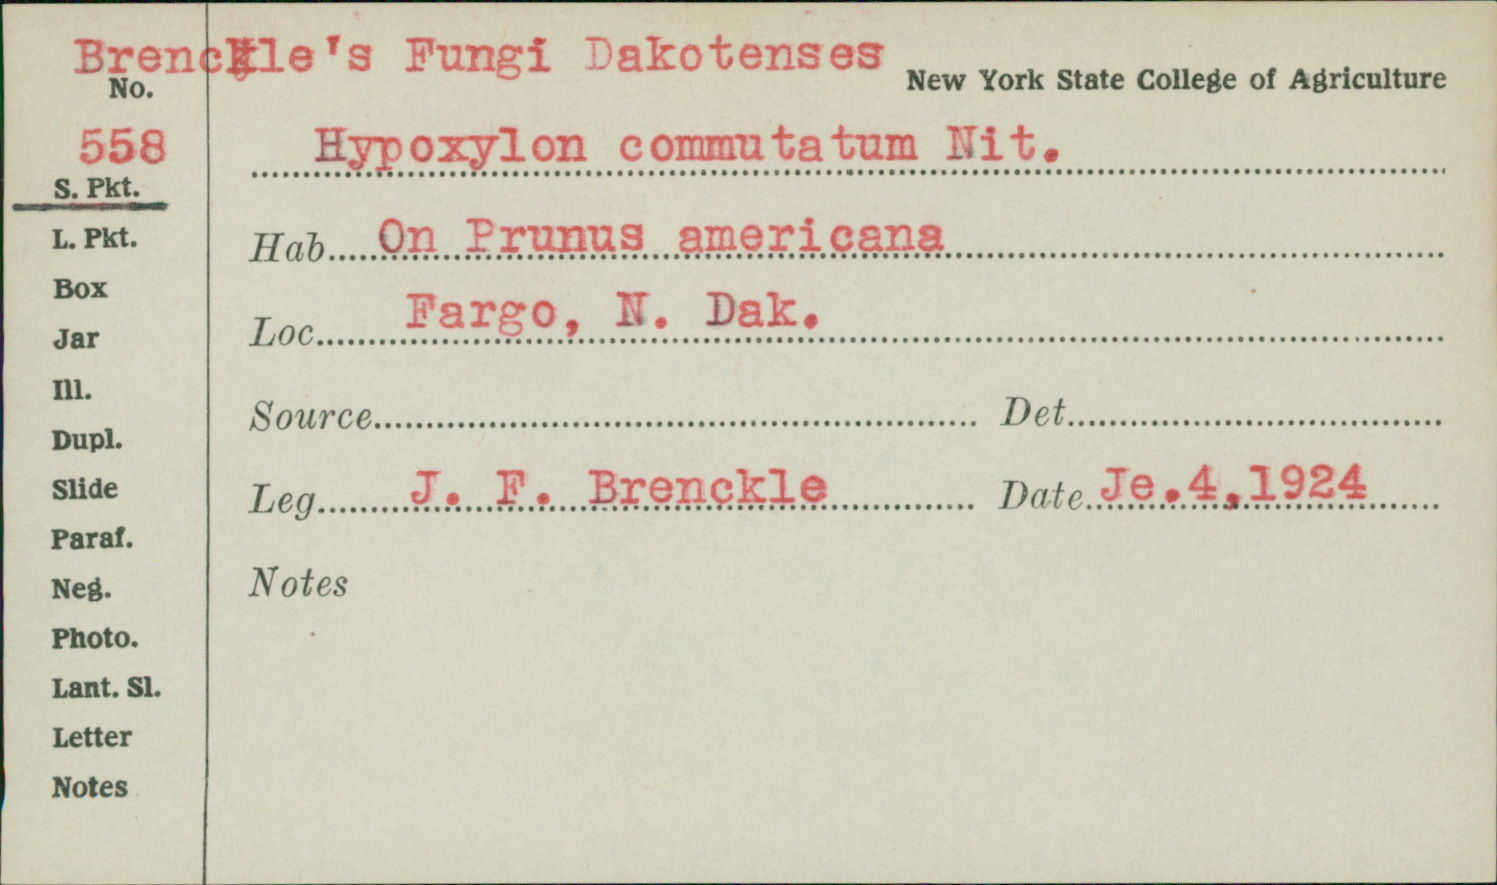 Brenckle's Fungi Dakotenses
No.
New York State College of Agriculture
558
Hypoxylon commutatum Nit.
S. Pkt.
L. Pkt.
Hab. On Prunus americana
Box
Loc. Fargo, N. Dak.
Jar
Ill.
Source Det.
Dupl.
Slide
Leg. J. F. Brenckle Date Je.4,1924
Paraf.
Neg.
Notes
Photo.
Lant. Sl.
Letter
Notes